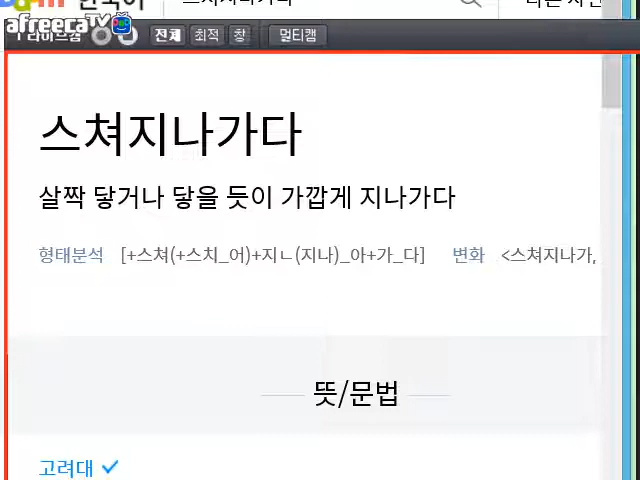 afreecaTV
전체 최적 창 멀티캠
스쳐지나가다
살짝 닿거나 닿을 듯이 가깝게 지나가다
형태분석 [+스쳐(+스치_어)+지ㄴ(지나)_아+가_다] 변화 <스쳐지나가,
뜻/문법
고려대